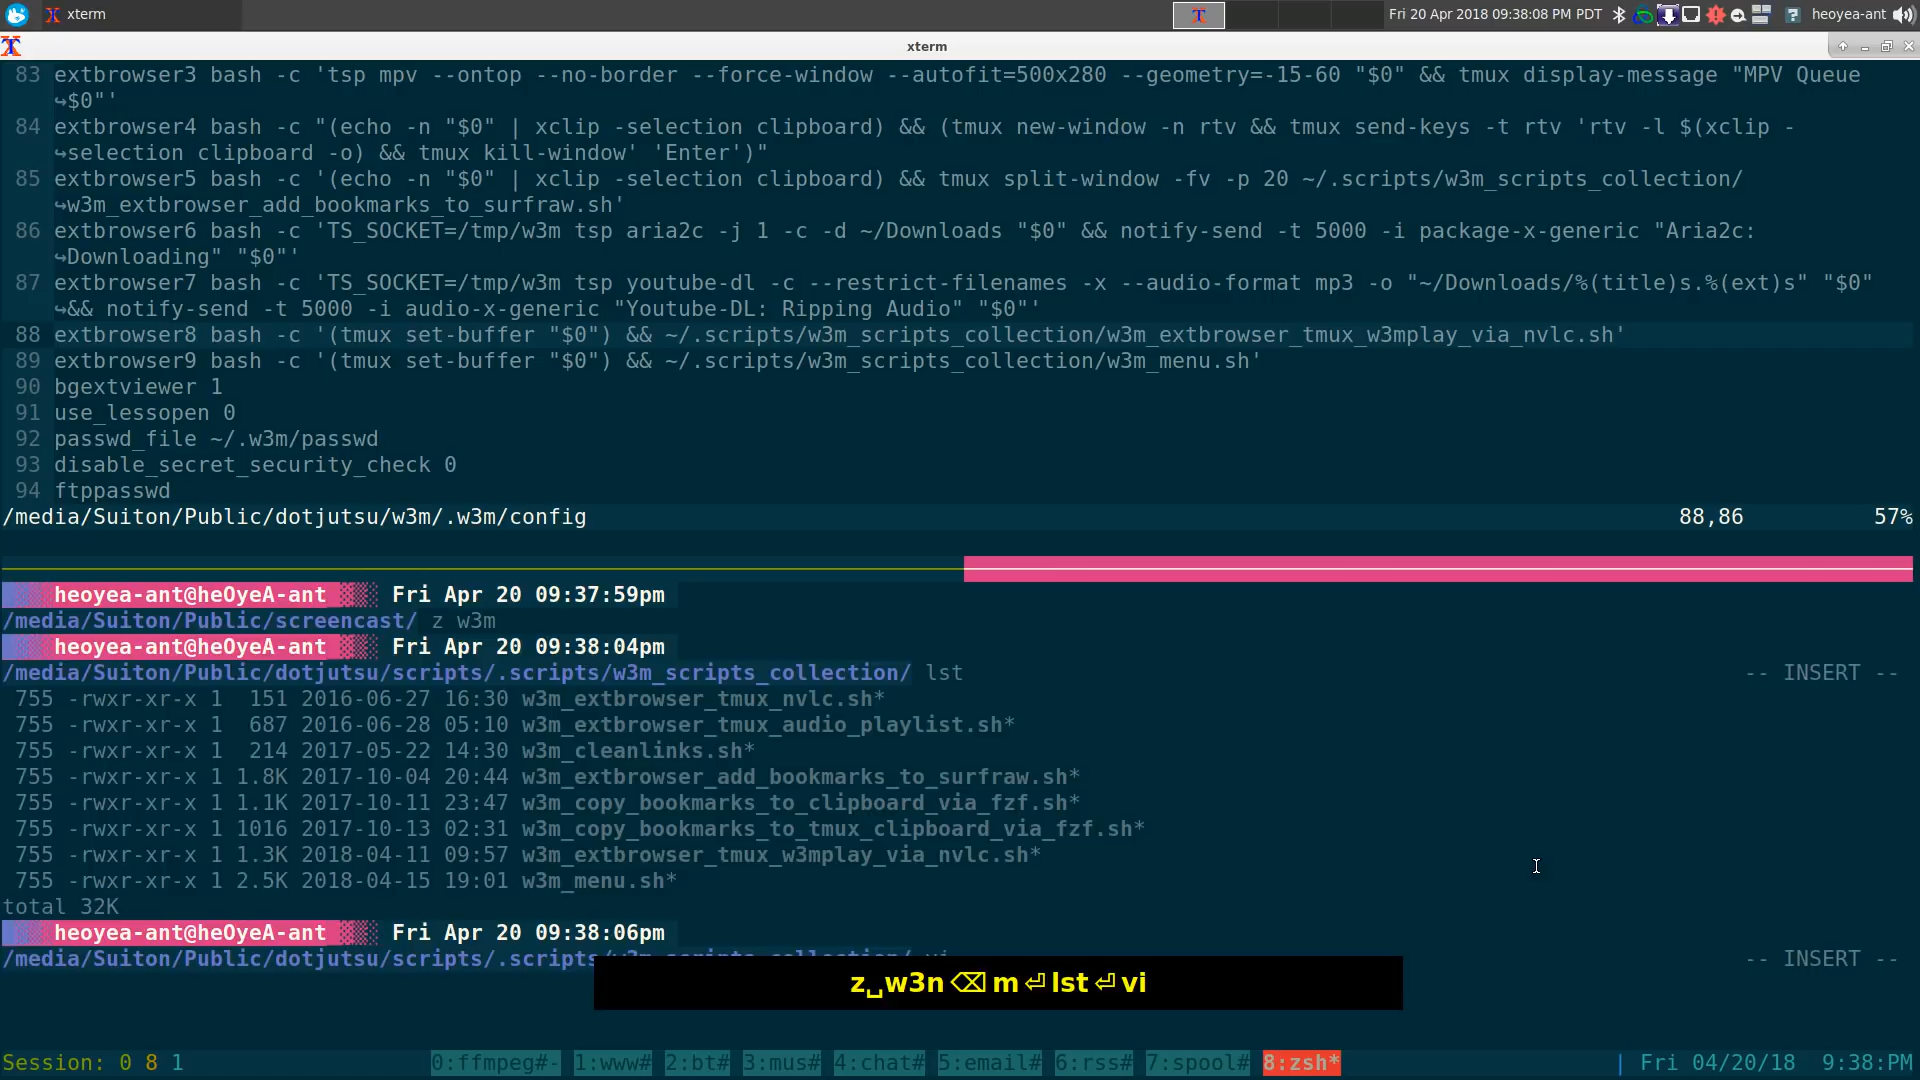 xterm
Fri 20 Apr 2018 09:38:08 PM PDT
heoyea-ant
xterm
83 extbrowser3 bash -c 'tsp mpv --ontop --no-border --force-window --autofit=500x280 --geometry=-15-60 "$0" && tmux display-message "MPV Queue
↪$0"'
84 extbrowser4 bash -c "(echo -n "$0" | xclip -selection clipboard) && (tmux new-window -n rtv && tmux send-keys -t rtv 'rtv -l $(xclip -
↪selection clipboard -o) && tmux kill-window' 'Enter')"
85 extbrowser5 bash -c '(echo -n "$0" | xclip -selection clipboard) && tmux split-window -fv -p 20 ~/.scripts/w3m_scripts_collection/
↪w3m_extbrowser_add_bookmarks_to_surfraw.sh'
86 extbrowser6 bash -c 'TS_SOCKET=/tmp/w3m tsp aria2c -j 1 -c -d ~/Downloads "$0" && notify-send -t 5000 -i package-x-generic "Aria2c:
↪Downloading" "$0"'
87 extbrowser7 bash -c 'TS_SOCKET=/tmp/w3m tsp youtube-dl -c --restrict-filenames -x --audio-format mp3 -o "~/Downloads/%(title)s.%(ext)s" "$0"
↪&& notify-send -t 5000 -i audio-x-generic "Youtube-DL: Ripping Audio" "$0"'
88 extbrowser8 bash -c '(tmux set-buffer "$0") && ~/.scripts/w3m_scripts_collection/w3m_extbrowser_tmux_w3mplay_via_nvlc.sh'
89 extbrowser9 bash -c '(tmux set-buffer "$0") && ~/.scripts/w3m_scripts_collection/w3m_menu.sh'
90 bgextviewer 1
91 use_lessopen 0
92 passwd_file ~/.w3m/passwd
93 disable_secret_security_check 0
94 ftppasswd
/media/Suiton/Public/dotjutsu/w3m/.w3m/config 88,86 57%
heoyea-ant@heOyeA-ant Fri Apr 20 09:37:59pm
/media/Suiton/Public/screencast/ z w3m
heoyea-ant@heOyeA-ant Fri Apr 20 09:38:04pm
/media/Suiton/Public/dotjutsu/scripts/.scripts/w3m_scripts_collection/ lst -- INSERT --
755 -rwxr-xr-x 1 151 2016-06-27 16:30 w3m_extbrowser_tmux_nvlc.sh*
755 -rwxr-xr-x 1 687 2016-06-28 05:10 w3m_extbrowser_tmux_audio_playlist.sh*
755 -rwxr-xr-x 1 214 2017-05-22 14:30 w3m_cleanlinks.sh*
755 -rwxr-xr-x 1 1.8K 2017-10-04 20:44 w3m_extbrowser_add_bookmarks_to_surfraw.sh*
755 -rwxr-xr-x 1 1.1K 2017-10-11 23:47 w3m_copy_bookmarks_to_clipboard_via_fzf.sh*
755 -rwxr-xr-x 1 1016 2017-10-13 02:31 w3m_copy_bookmarks_to_tmux_clipboard_via_fzf.sh*
755 -rwxr-xr-x 1 1.3K 2018-04-11 09:57 w3m_extbrowser_tmux_w3mplay_via_nvlc.sh*
755 -rwxr-xr-x 1 2.5K 2018-04-15 19:01 w3m_menu.sh*
total 32K
heoyea-ant@heOyeA-ant Fri Apr 20 09:38:06pm
/media/Suiton/Public/dotjutsu/scripts/.scripts/w3m_scripts_collection/ vi -- INSERT --
z␣w3n⌫m⏎lst⏎vi
Session: 0 8 1 0:ffmpeg#- 1:www# 2:bt# 3:mus# 4:chat# 5:email# 6:rss# 7:spool# 8:zsh* | Fri 04/20/18 9:38:PM